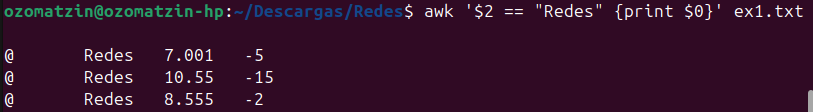 ozomatzin@ozomatzin-hp:~/Descargas/Redes$ awk '$2 == "Redes" {print $0}' ex1.txt
@ Redes 7.001 -5
@ Redes 10.55 -15
@ Redes 8.555 -2